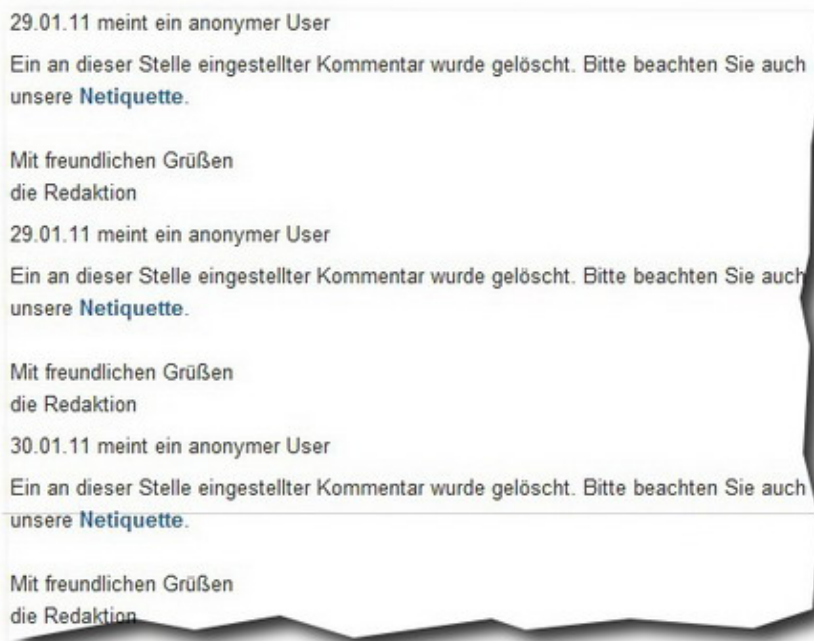 29.01.11 meint ein anonymer User
Ein an dieser Stelle eingestellter Kommentar wurde gelöscht. Bitte beachten Sie auch
unsere Netiquette.
Mit freundlichen Grüßen
die Redaktion
29.01.11 meint ein anonymer User
Ein an dieser Stelle eingestellter Kommentar wurde gelöscht. Bitte beachten Sie auch
unsere Netiquette.
Mit freundlichen Grüßen
die Redaktion
30.01.11 meint ein anonymer User
Ein an dieser Stelle eingestellter Kommentar wurde gelöscht. Bitte beachten Sie auch
unsere Netiquette.
Mit freundlichen Grüßen
die Redaktion